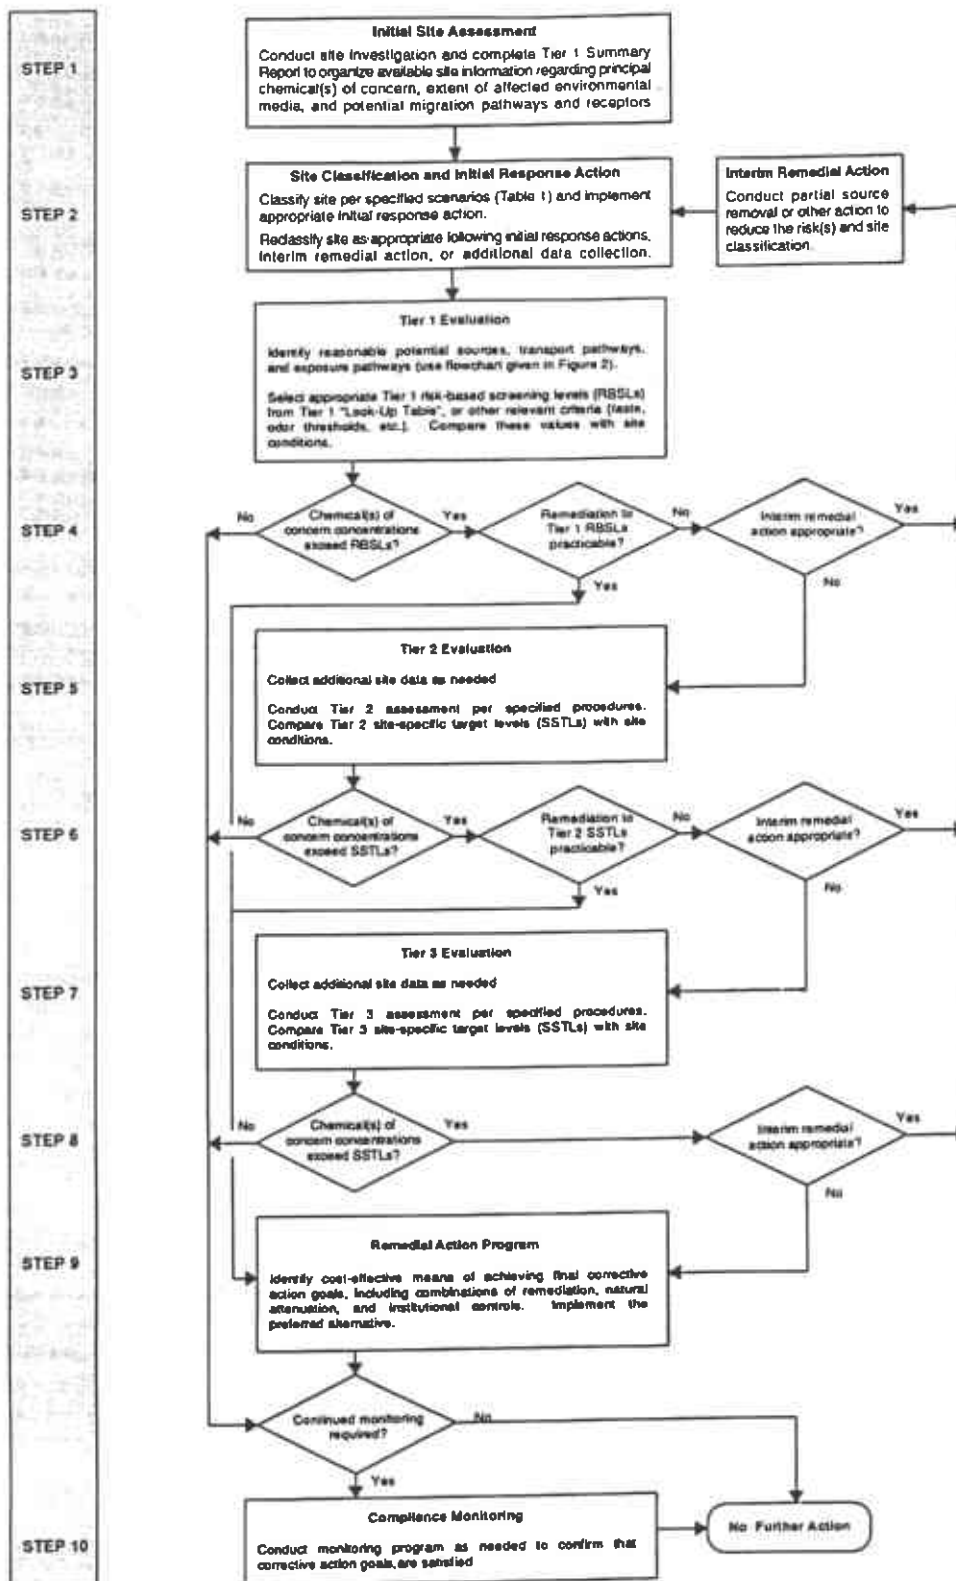 STEP 1
Initial Site Assessment
Conduct site investigation and complete Tier 1 Summary
Report to organize available site information regarding principal
chemical(s) of concern, extent of affected environmental
media, and potential migration pathways and receptors
STEP 2
Site Classification and Initial Response Action
Classify site per specified scenarios (Table 1) and implement
appropriate initial response action.
Reclassify site as appropriate following initial response actions,
interim remedial action, or additional data collection.
Interim Remedial Action
Conduct partial source
removal or other action to
reduce the risk(s) and site
classification.
STEP 3
Tier 1 Evaluation
Identify reasonable potential sources, transport pathways,
and exposure pathways (use flowchart given in Figure 2).
Select appropriate Tier 1 risk-based screening levels (RBSLs)
from Tier 1 "Look-Up Table", or other relevant criteria (taste,
odor thresholds, etc.). Compare these values with site
conditions.
STEP 4
No
Chemical(s) of
concern concentrations
exceed RBSLs?
Yes
Remediation to
Tier 1 RBSLs
practicable?
No
Interim remedial
action appropriate?
Yes
Yes
No
STEP 5
Tier 2 Evaluation
Collect additional site data as needed
Conduct Tier 2 assessment per specified procedures.
Compare Tier 2 site-specific target levels (SSTLs) with site
conditions.
STEP 6
No
Chemical(s) of
concern concentrations
exceed SSTLs?
Yes
Remediation to
Tier 2 SSTLs
practicable?
No
Interim remedial
action appropriate?
Yes
Yes
No
STEP 7
Tier 3 Evaluation
Collect additional site data as needed
Conduct Tier 3 assessment per specified procedures.
Compare Tier 3 site-specific target levels (SSTLs) with site
conditions.
STEP 8
No
Chemical(s) of
concern concentrations
exceed SSTLs?
Yes
Interim remedial
action appropriate?
Yes
No
STEP 9
Remedial Action Program
Identify cost-effective means of achieving final corrective
action goals, including combinations of remediation, natural
attenuation, and institutional controls. Implement the
preferred alternative.
Continued monitoring
required?
No
Yes
STEP 10
Compliance Monitoring
Conduct monitoring program as needed to confirm that
corrective action goals, are satisfied
No Further Action